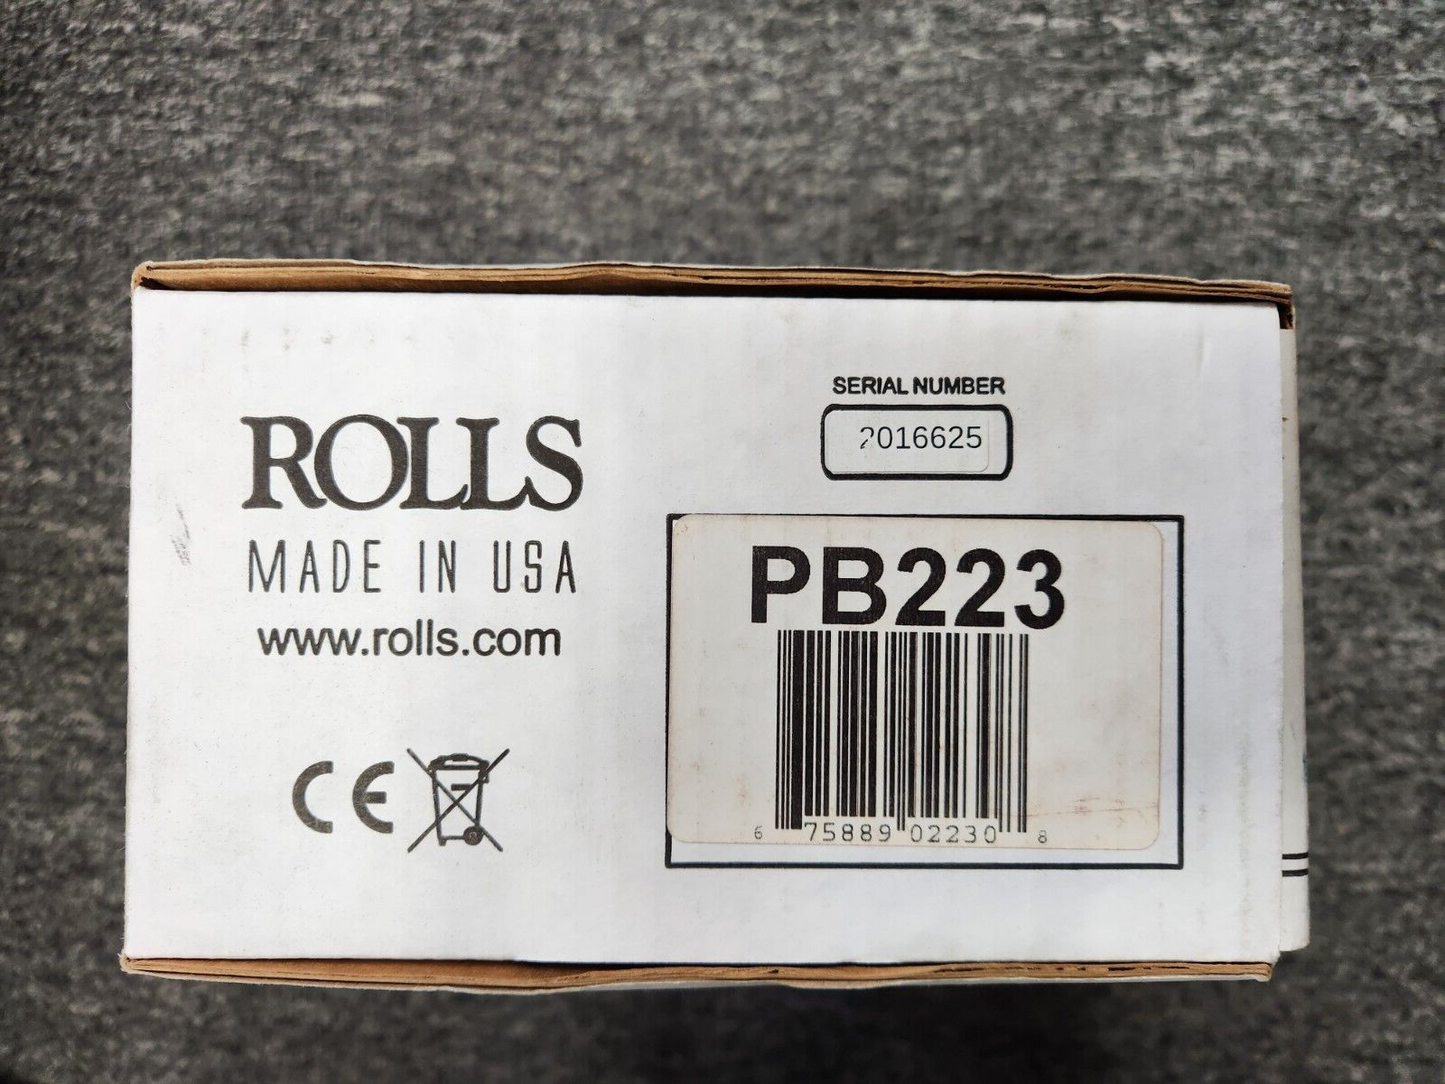 ROLLS
MADE IN USA
www.rolls.com
CE
SERIAL NUMBER
2016625
PB223
6 75889 02230 8